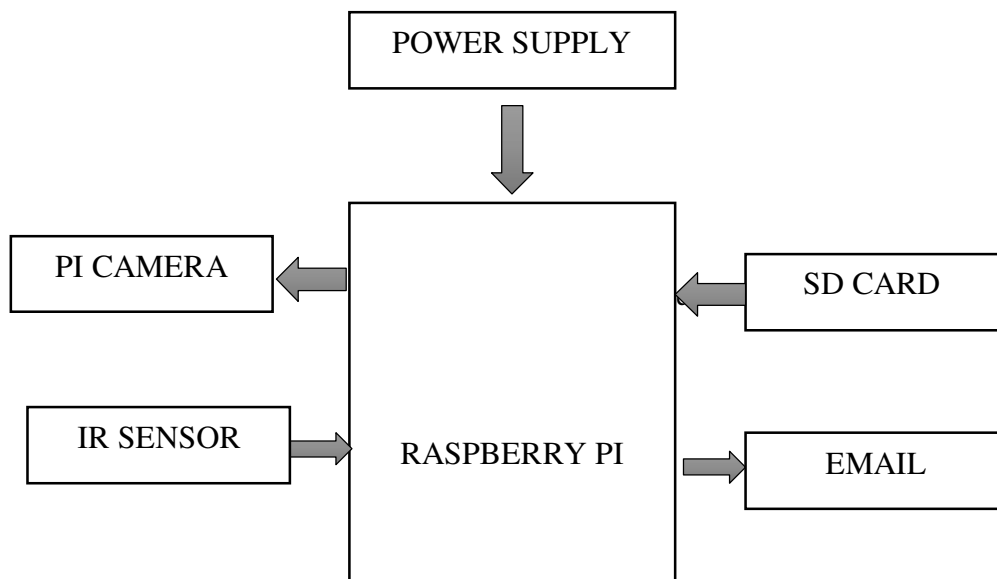 POWER SUPPLY
PI CAMERA
SD CARD
IR SENSOR
RASPBERRY PI
EMAIL